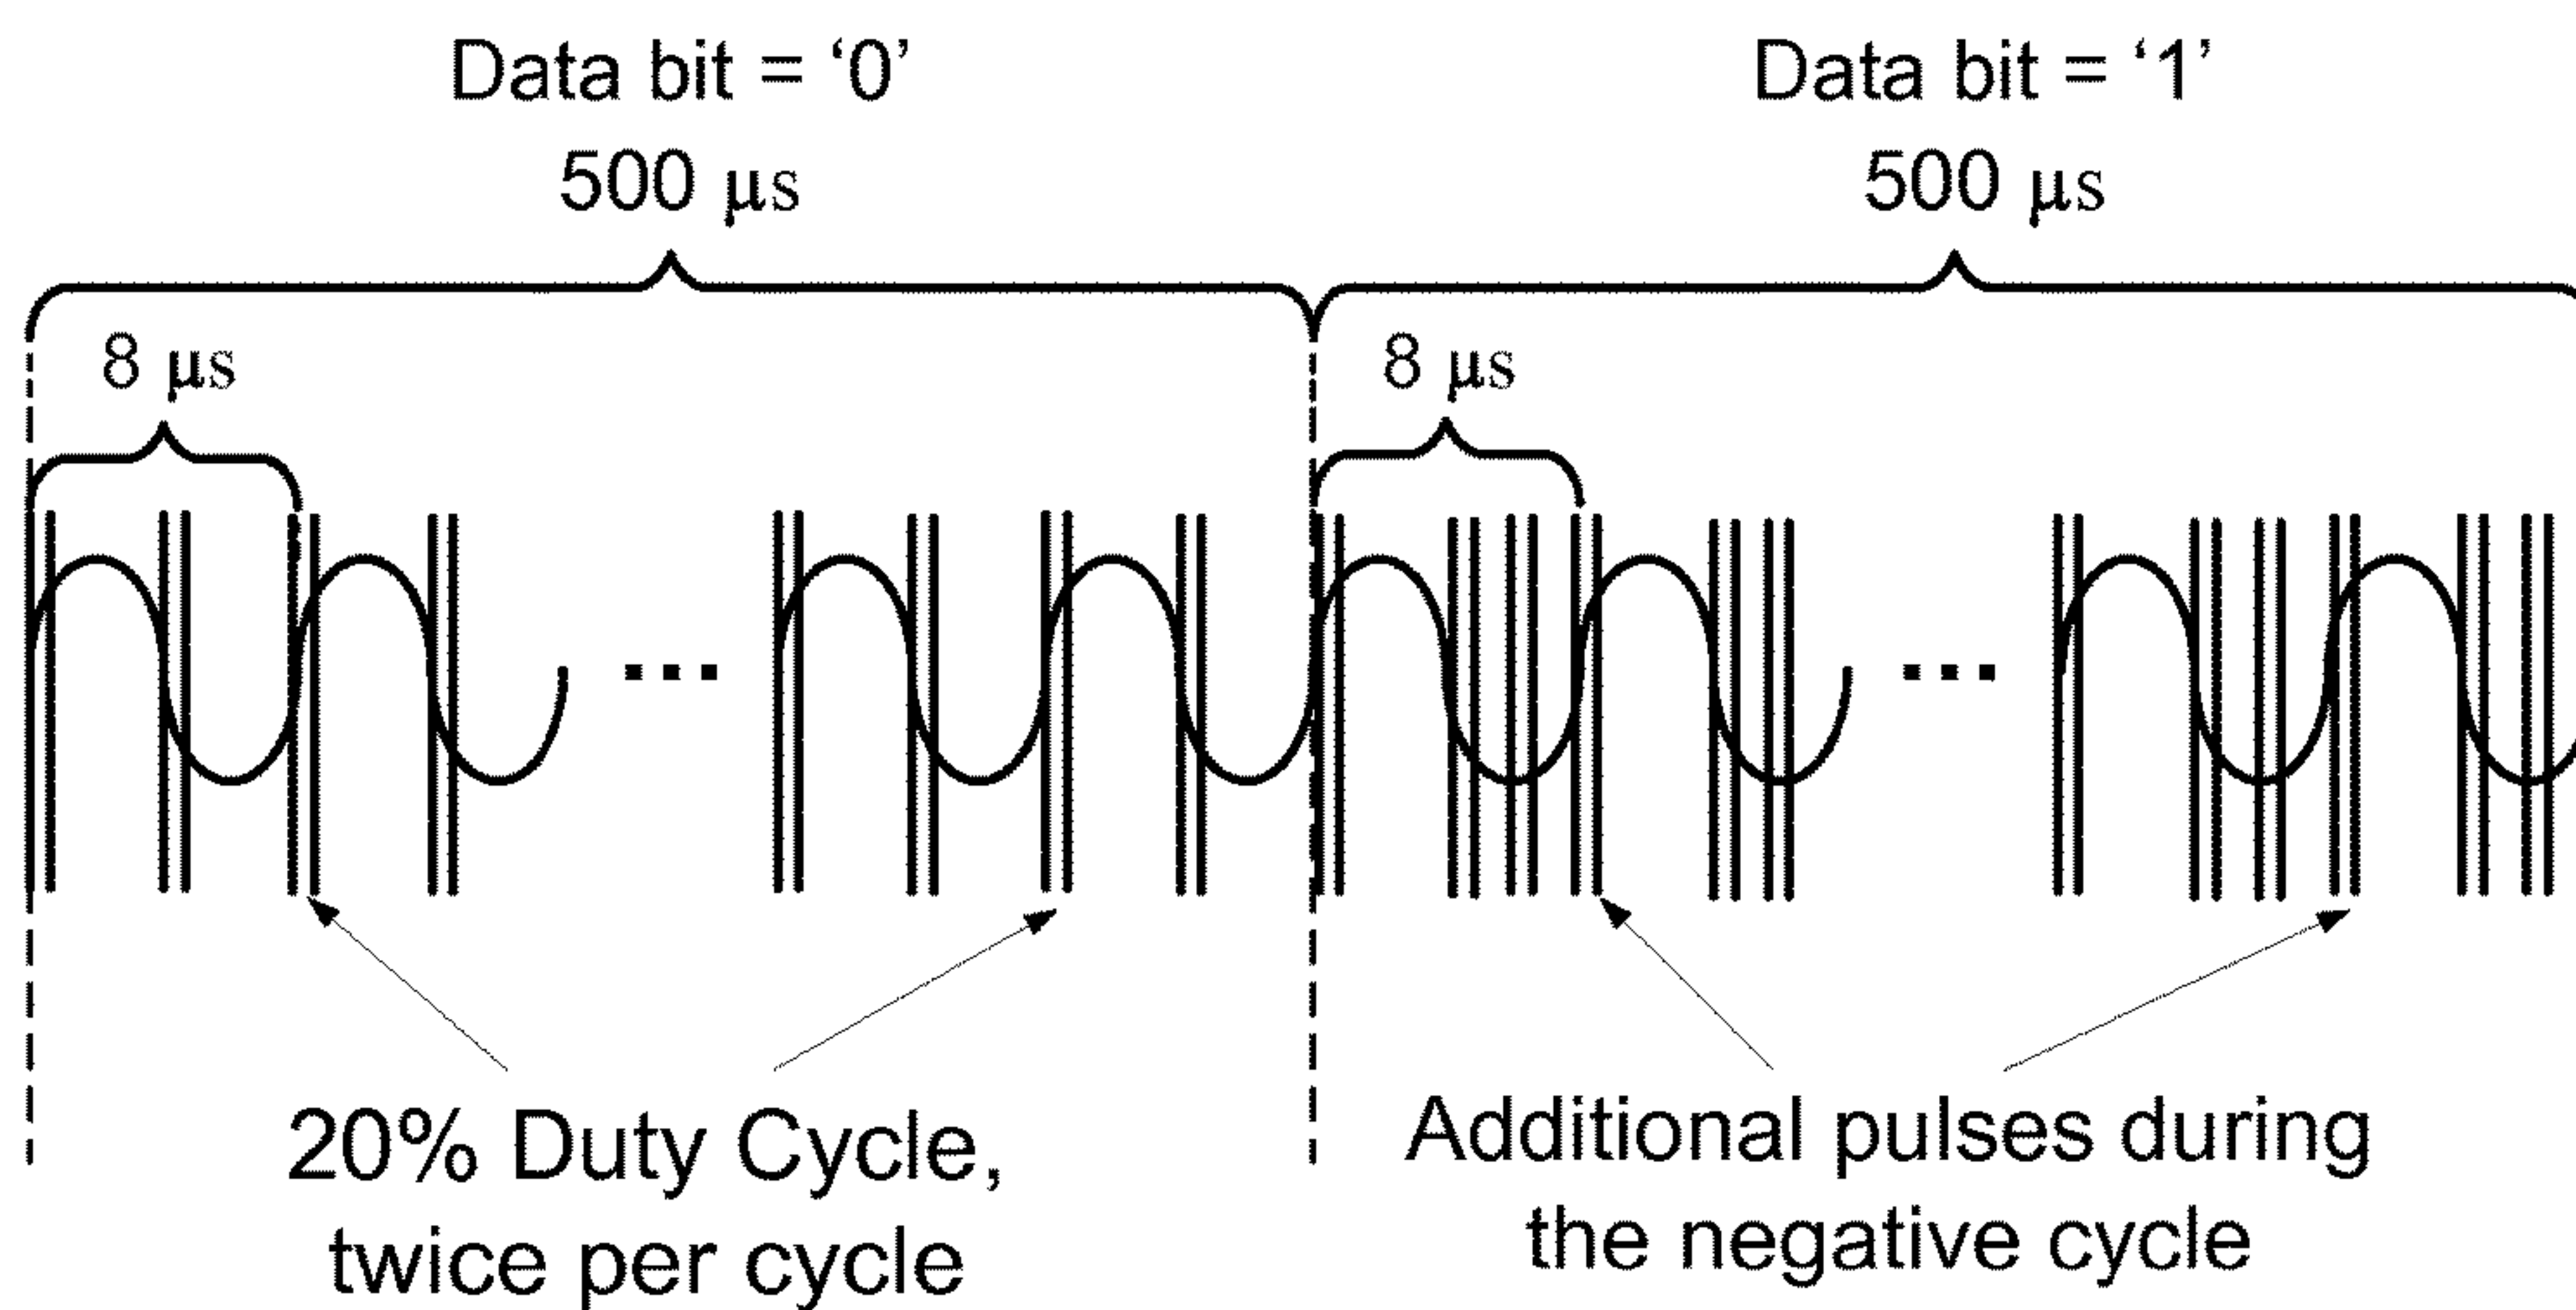 Data bit = ‘0’
500 μs
Data bit = ‘1’
500 μs
8 μs
8 μs
20% Duty Cycle,
twice per cycle
Additional pulses during
the negative cycle